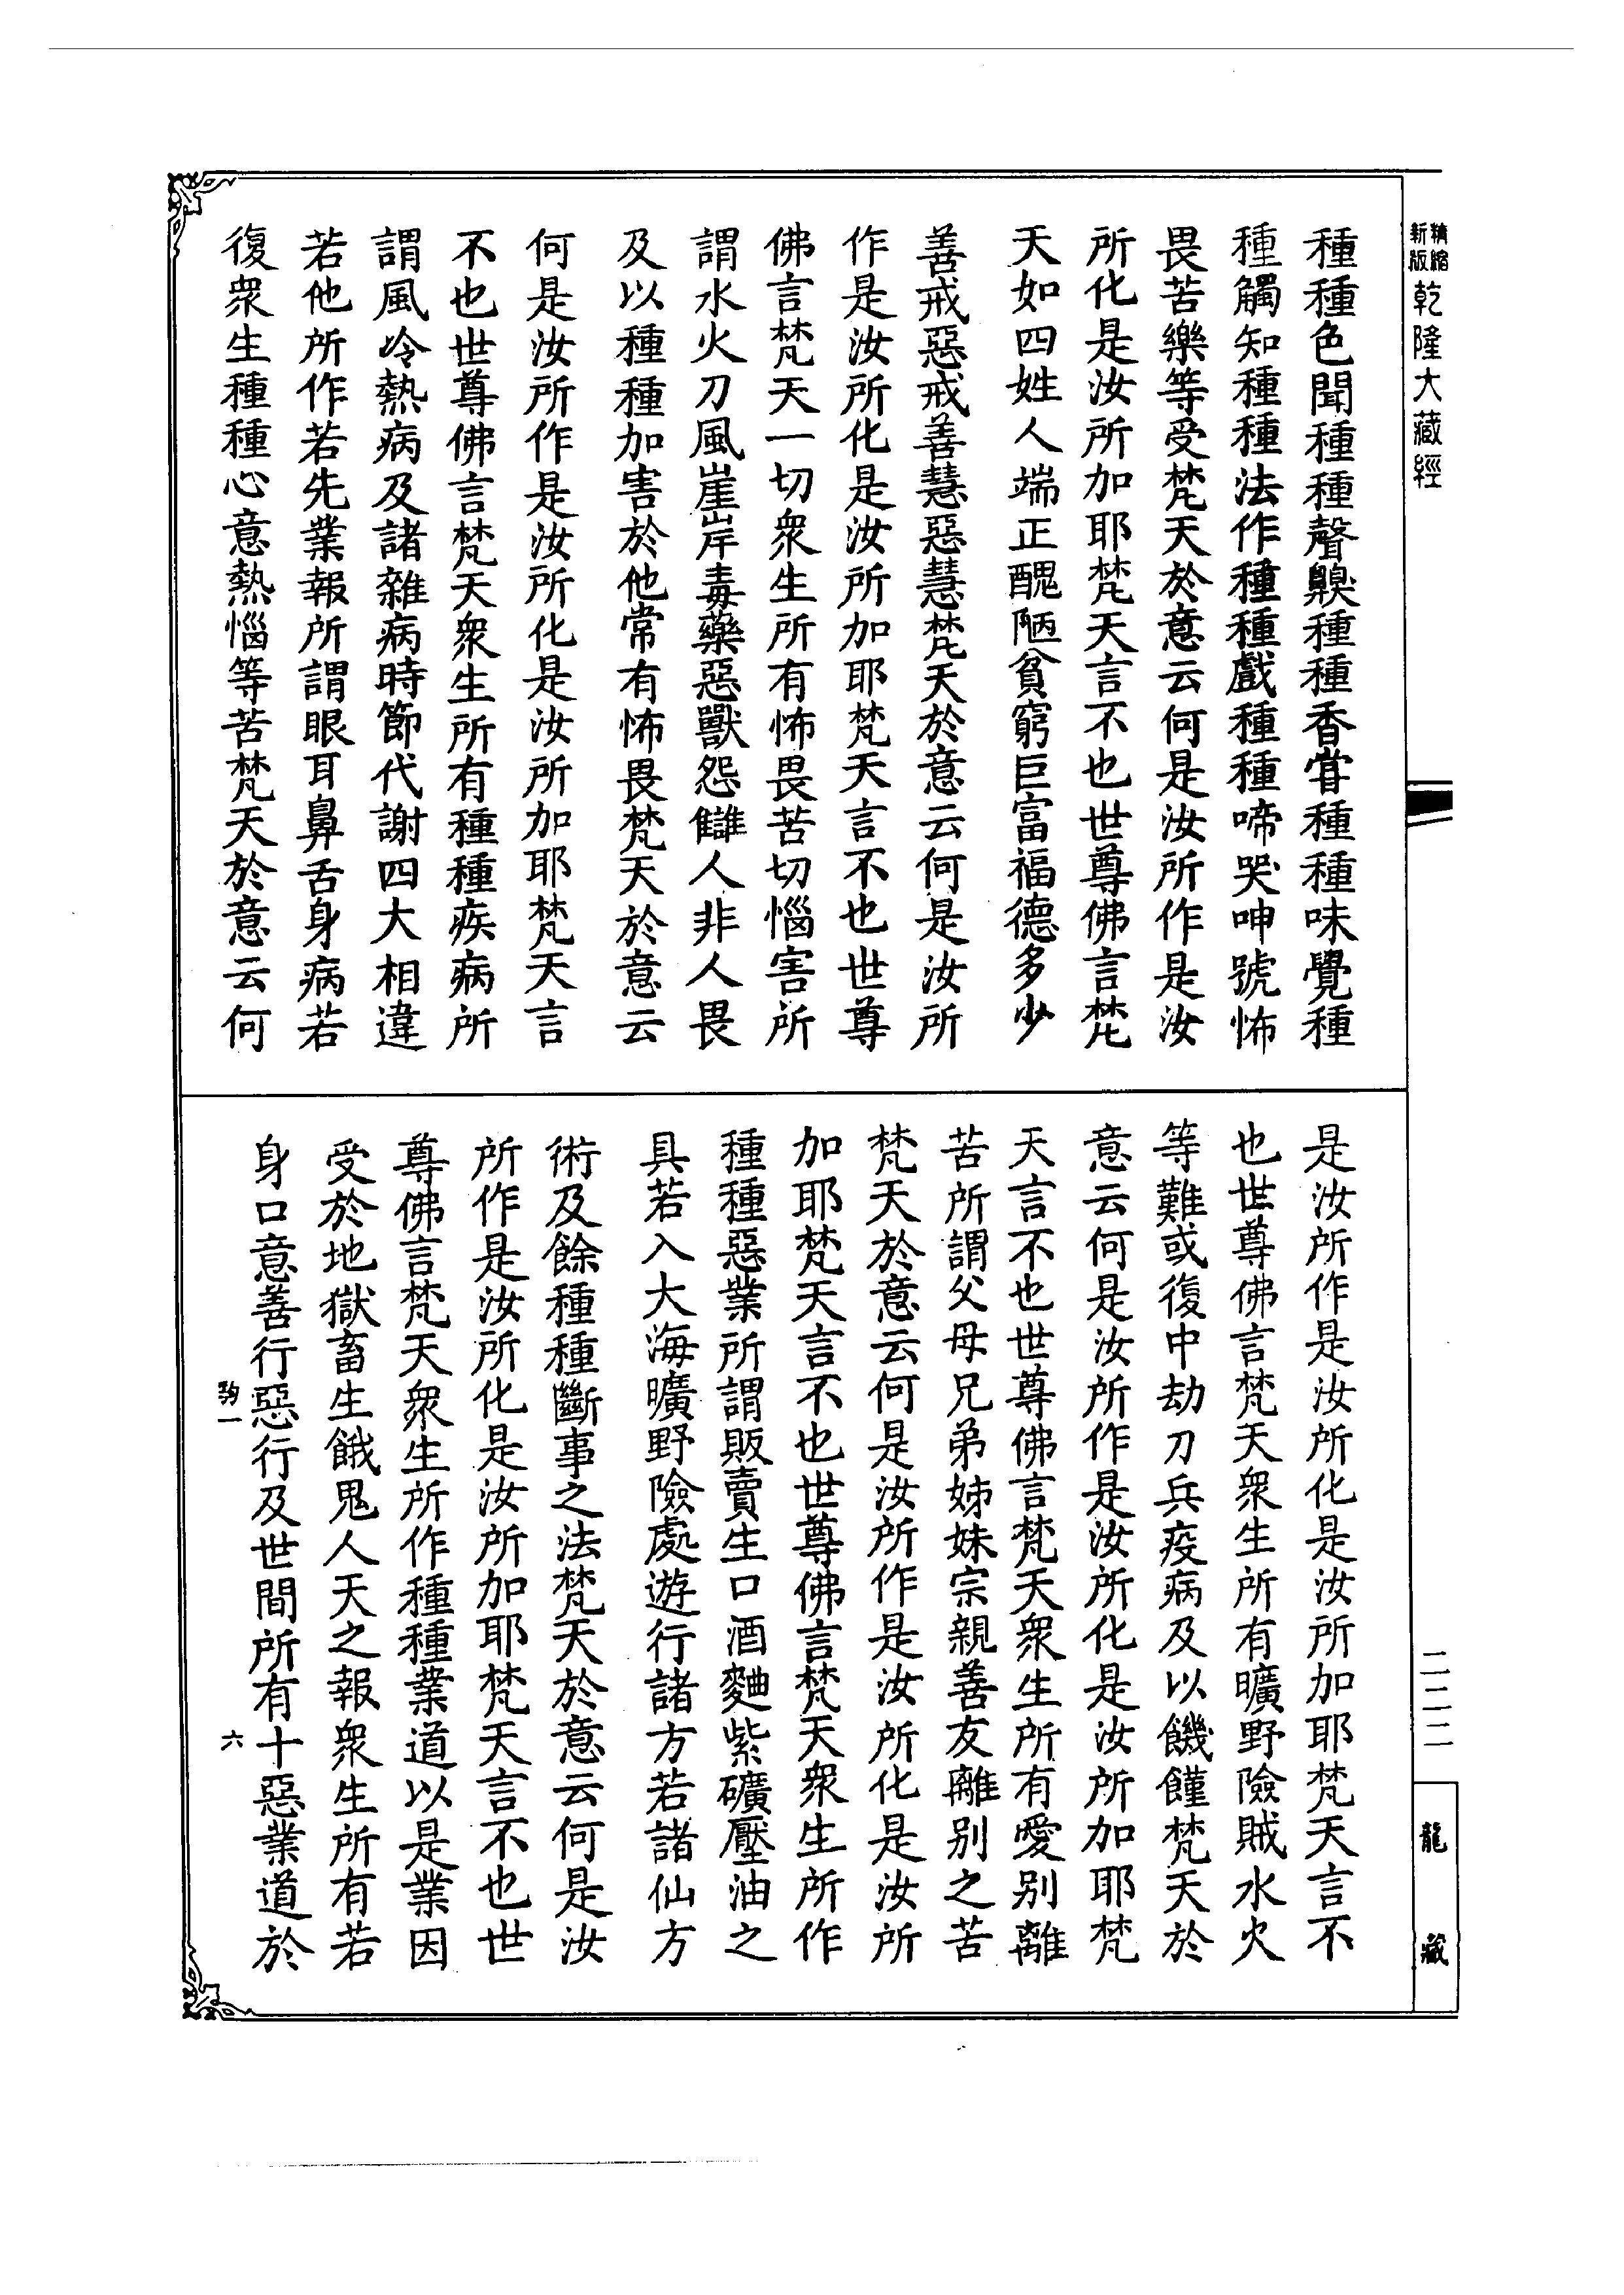 精縮
新版
乾隆大藏經
種種色聞種種聲齅種種香甞種種味覺種
種觸知種種法作種種戲種種啼哭呻號怖
畏苦樂等受梵天於意云何是汝所作是汝
所化是汝所加耶梵天言不也世尊佛言梵
天如四姓人端正醜陋貧窮巨富福德多少
善戒惡戒善慧惡慧梵天於意云何是汝所
作是汝所化是汝所加耶梵天言不也世尊
佛言梵天一切衆生所有怖畏苦切惱害所
謂水火刀風崖岸毒藥惡獸怨讎人非人畏
及以種種加害於他常有怖畏梵天於意云
何是汝所作是汝所化是汝所加耶梵天言
不也世尊佛言梵天衆生所有種種疾病所
謂風冷熱病及諸雜病時節代謝四大相違
若他所作若先業報所謂眼耳鼻舌身病若
復衆生種種心意熱惱等苦梵天於意云何
是汝所作是汝所化是汝所加耶梵天言不
也世尊佛言梵天衆生所有曠野險賊水火
等難或復中劫刀兵疫病及以饑饉梵天於
意云何是汝所作是汝所化是汝所加耶梵
天言不也世尊佛言梵天衆生所有愛別離
苦所謂父母兄弟姊妹宗親善友離別之苦
梵天於意云何是汝所作是汝所化是汝所
加耶梵天言不也世尊佛言梵天衆生所作
種種惡業所謂販賣生口酒麴紫礦壓油之
具若入大海曠野險處遊行諸方若諸仙方
術及餘種種斷事之法梵天於意云何是汝
所作是汝所化是汝所加耶梵天言不也世
尊佛言梵天衆生所作種種業道以是業因
受於地獄畜生餓鬼人天之報衆生所有若
身口意善行惡行及世間所有十惡業道於
一
六
二二二
龍藏